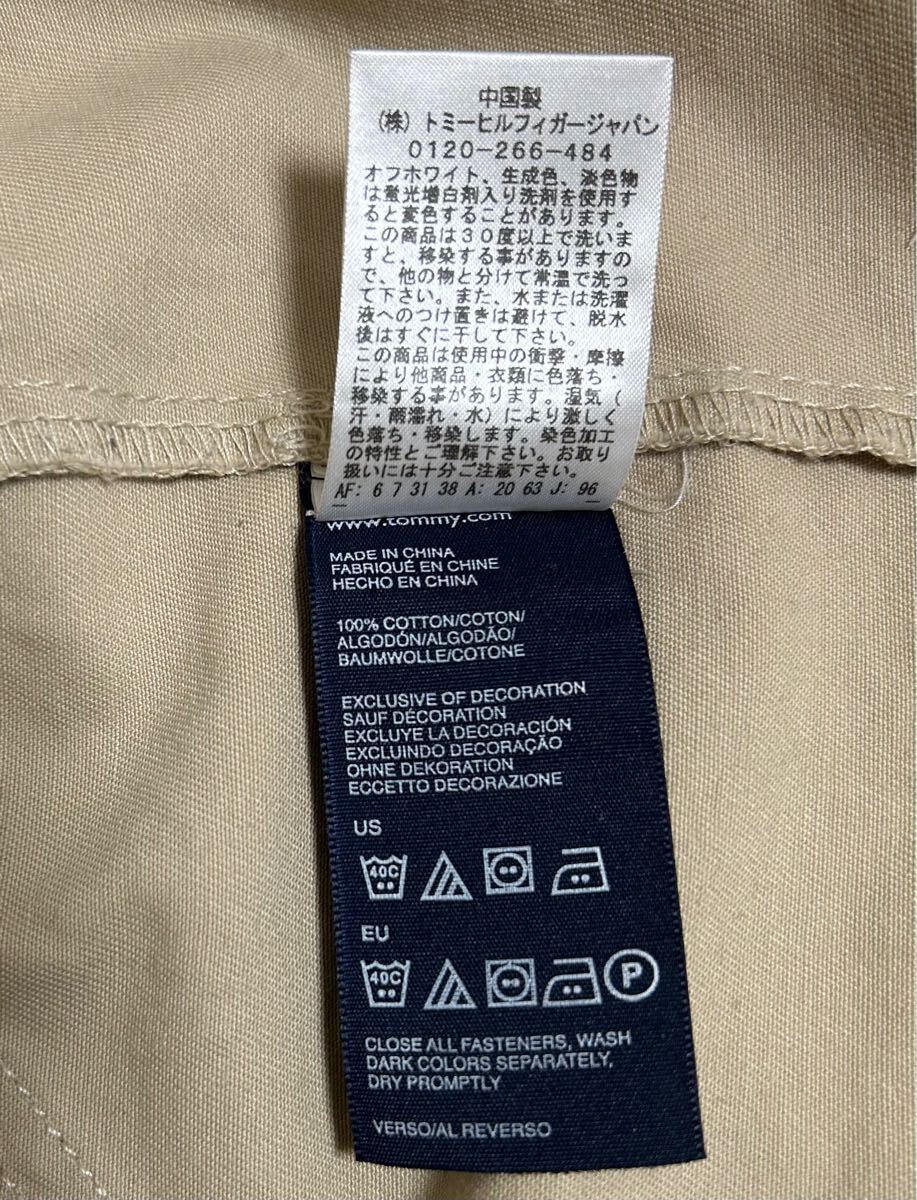 中国製
(株)トミーヒルフィガージャパン
0120-266-484
オフホワイト、生成色、淡色物
は蛍光増白剤入り洗剤を使用す
ると変色することがあります。
この商品は30度以上で洗いま
すと、移染する事がありますの
で、他の物と分けて常温で洗っ
て下さい。また、水または洗濯
液へのつけ置きは避けて、脱水
後はすぐに干して下さい。
この商品は使用中の衝撃・摩擦
により他商品・衣類に色落ち・
移染する事があります。湿気(
汗・雨濡れ・水)により激しく
色落ち・移染します。染色加工
の特性とご理解下さい。お取り
扱いには十分ご注意下さい。
AF: 6 7 31 38 A: 20 63 J: 96
www.tommy.com
MADE IN CHINA
FABRIQUÉ EN CHINE
HECHO EN CHINA
100% COTTON/COTON/
ALGODÓN/ALGODÃO/
BAUMWOLLE/COTONE
EXCLUSIVE OF DECORATION
SAUF DÉCORATION
EXCLUYE LA DECORACIÓN
EXCLUINDO DECORAÇÃO
OHNE DEKORATION
ECCETTO DECORAZIONE
US
40C
EU
40C P
CLOSE ALL FASTENERS, WASH
DARK COLORS SEPARATELY,
DRY PROMPTLY
VERSO/AL REVERSO